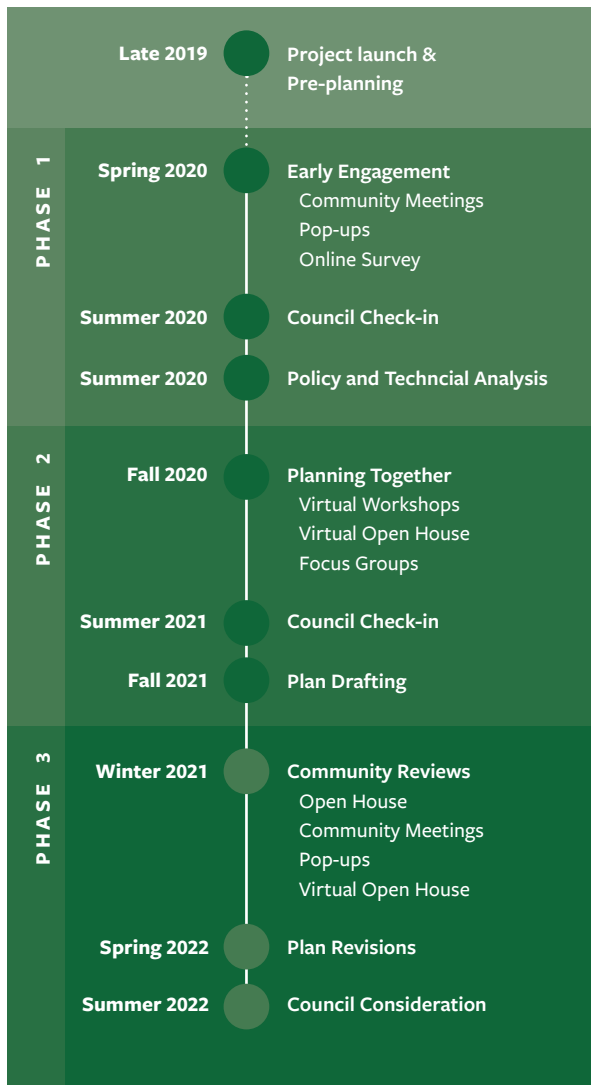 Late 2019
Project launch &
Pre-planning
PHASE 1
Spring 2020
Early Engagement
Community Meetings
Pop-ups
Online Survey
Summer 2020
Council Check-in
Summer 2020
Policy and Techncial Analysis
PHASE 2
Fall 2020
Planning Together
Virtual Workshops
Virtual Open House
Focus Groups
Summer 2021
Council Check-in
Fall 2021
Plan Drafting
PHASE 3
Winter 2021
Community Reviews
Open House
Community Meetings
Pop-ups
Virtual Open House
Spring 2022
Plan Revisions
Summer 2022
Council Consideration